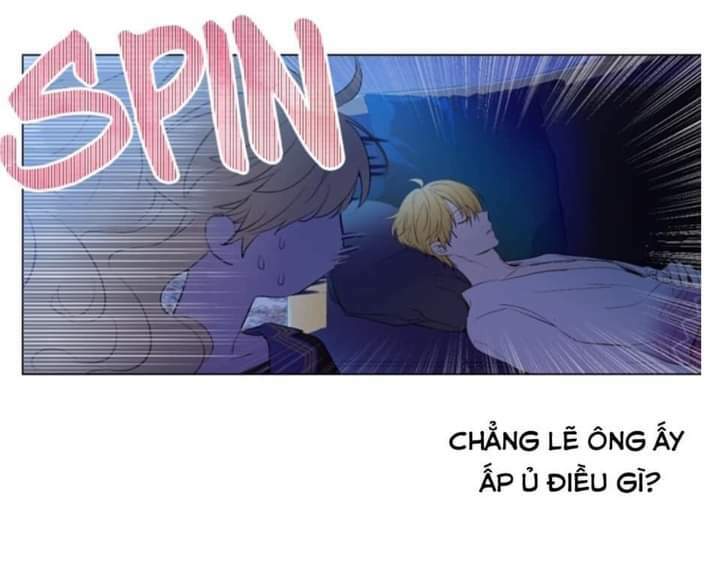 SPIN
CHẲNG LẼ ÔNG ẤY
ẤP Ủ ĐIỀU GÌ?